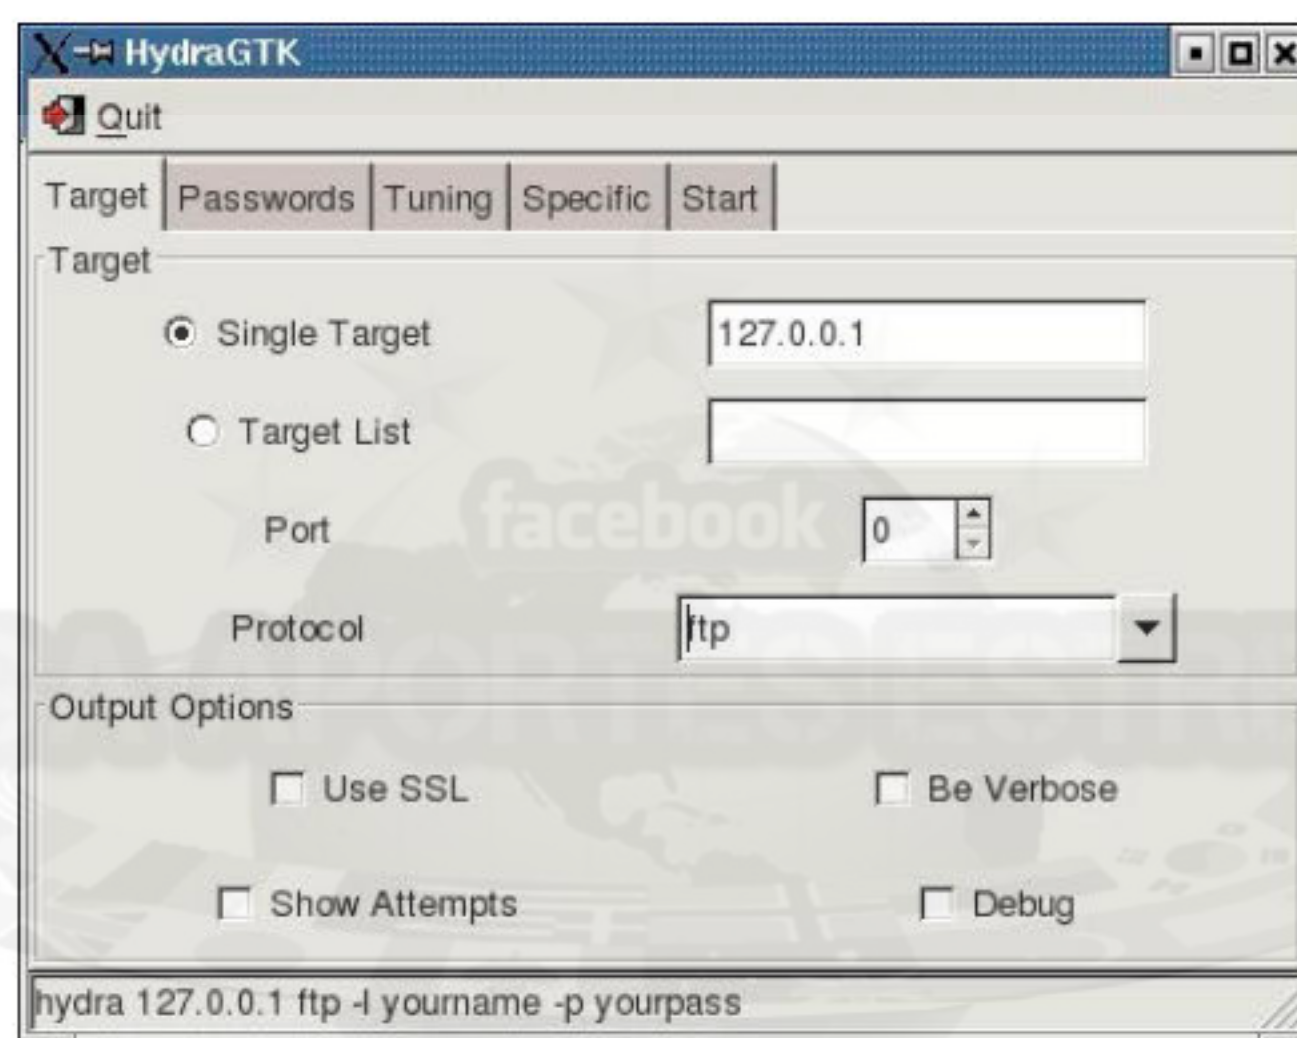 HydraGTK
Quit
Target Passwords Tuning Specific Start
Target
Single Target 127.0.0.1
Target List
facebook
Port 0
Protocol ftp
Output Options
Use SSL Be Verbose
Show Attempts Debug
hydra 127.0.0.1 ftp -l yourname -p yourpass